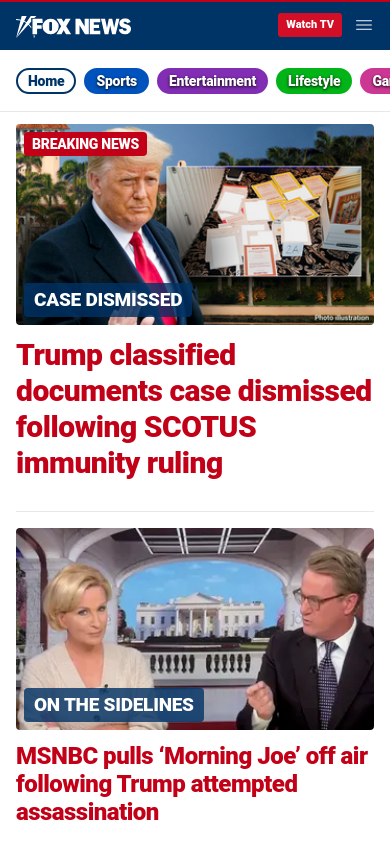 FOX NEWS
Watch TV
Home
Sports
Entertainment
Lifestyle
Ga
BREAKING NEWS
2A
CASE DISMISSED
Photo illustration
Trump classified
documents case dismissed
following SCOTUS
immunity ruling
ON THE SIDELINES
MSNBC pulls ‘Morning Joe’ off air
following Trump attempted
assassination